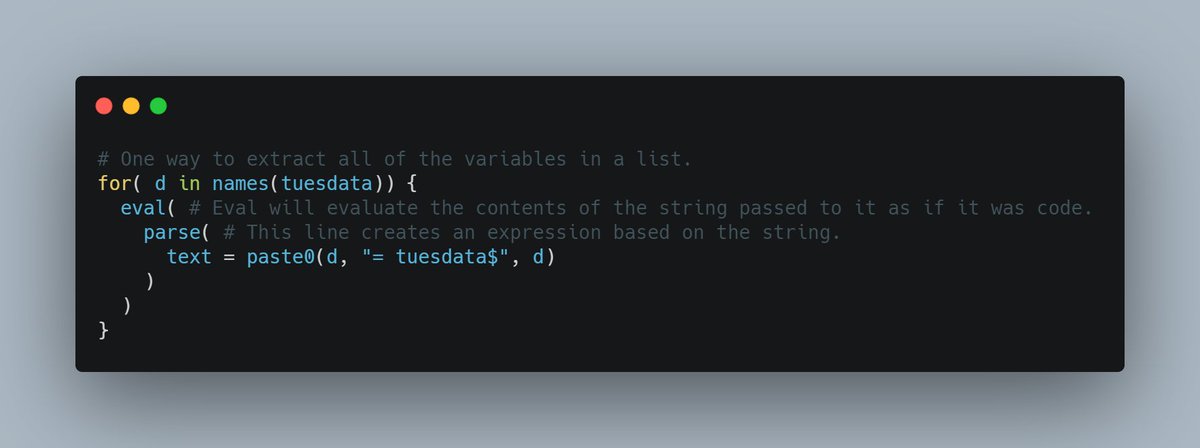 # One way to extract all of the variables in a list.
for( d in names(tuesdata)) {
  eval( # Eval will evaluate the contents of the string passed to it as if it was code.
    parse( # This line creates an expression based on the string.
      text = paste0(d, "= tuesdata$", d)
    )
  )
}